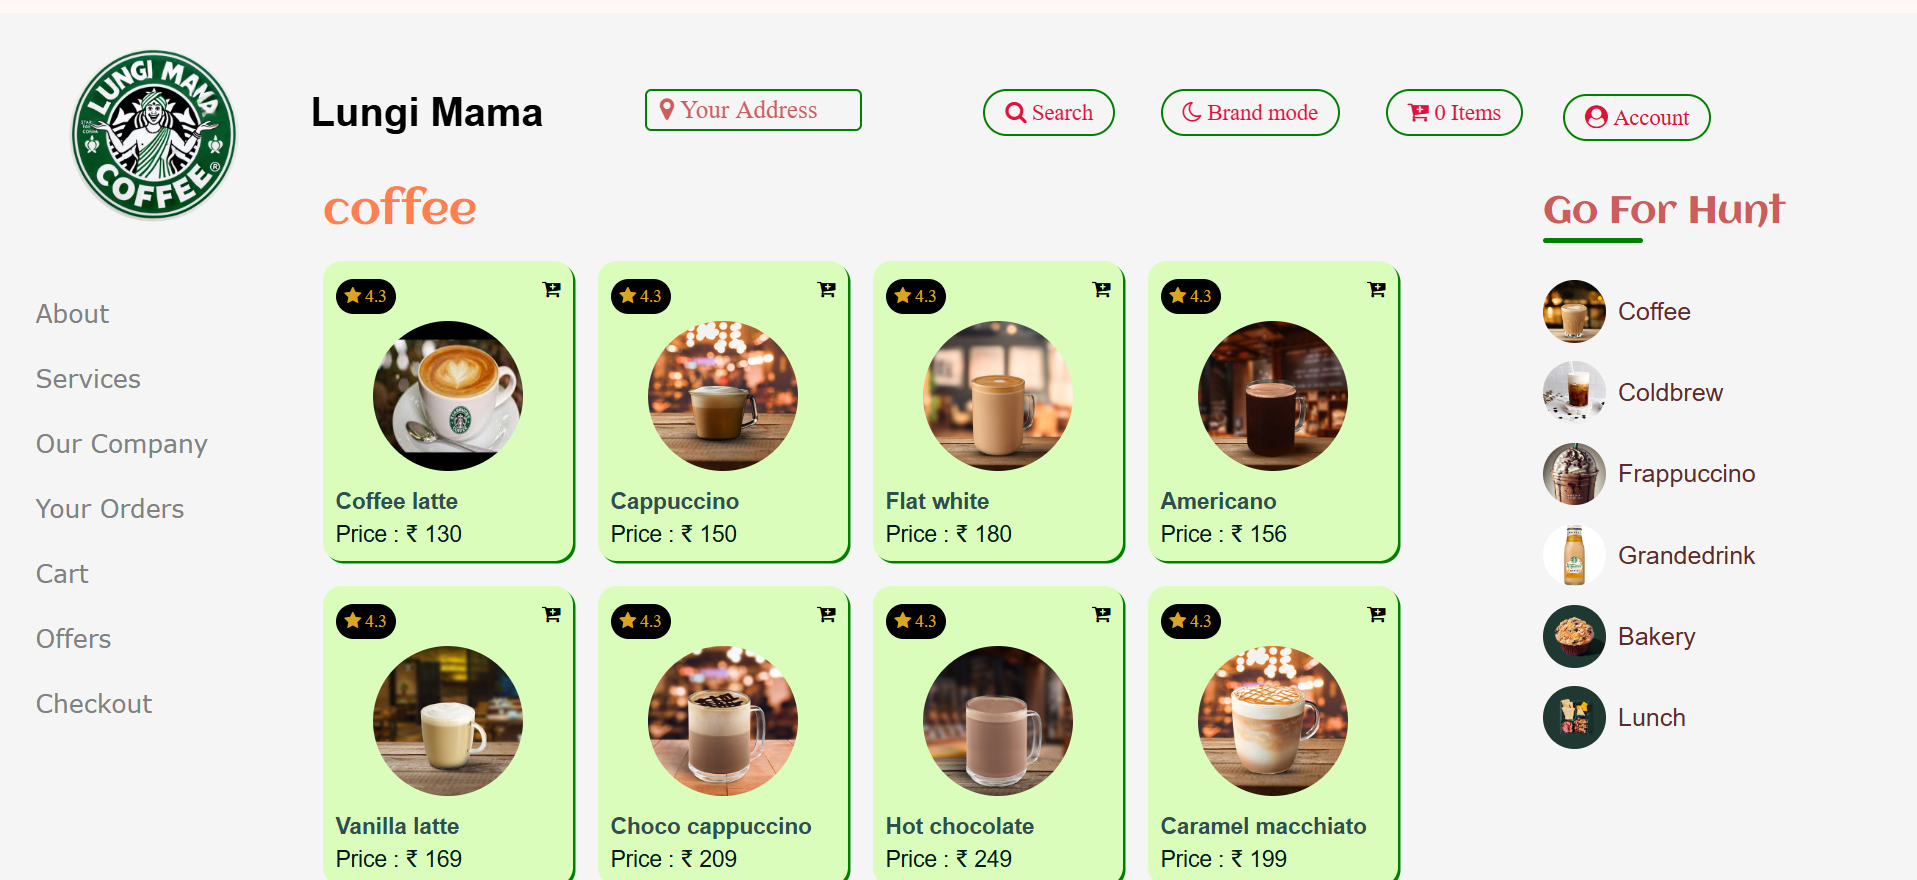 LUNGI MAMA
COFFEE
Lungi Mama
Your Address
Search
Brand mode
0 Items
Account
coffee
Go For Hunt
About
Services
Our Company
Your Orders
Cart
Offers
Checkout
4.3
4.3
4.3
4.3
Coffee latte
Price : ₹ 130
Cappuccino
Price : ₹ 150
Flat white
Price : ₹ 180
Americano
Price : ₹ 156
4.3
4.3
4.3
4.3
Vanilla latte
Price : ₹ 169
Choco cappuccino
Price : ₹ 209
Hot chocolate
Price : ₹ 249
Caramel macchiato
Price : ₹ 199
Coffee
Coldbrew
Frappuccino
Grandedrink
Bakery
Lunch